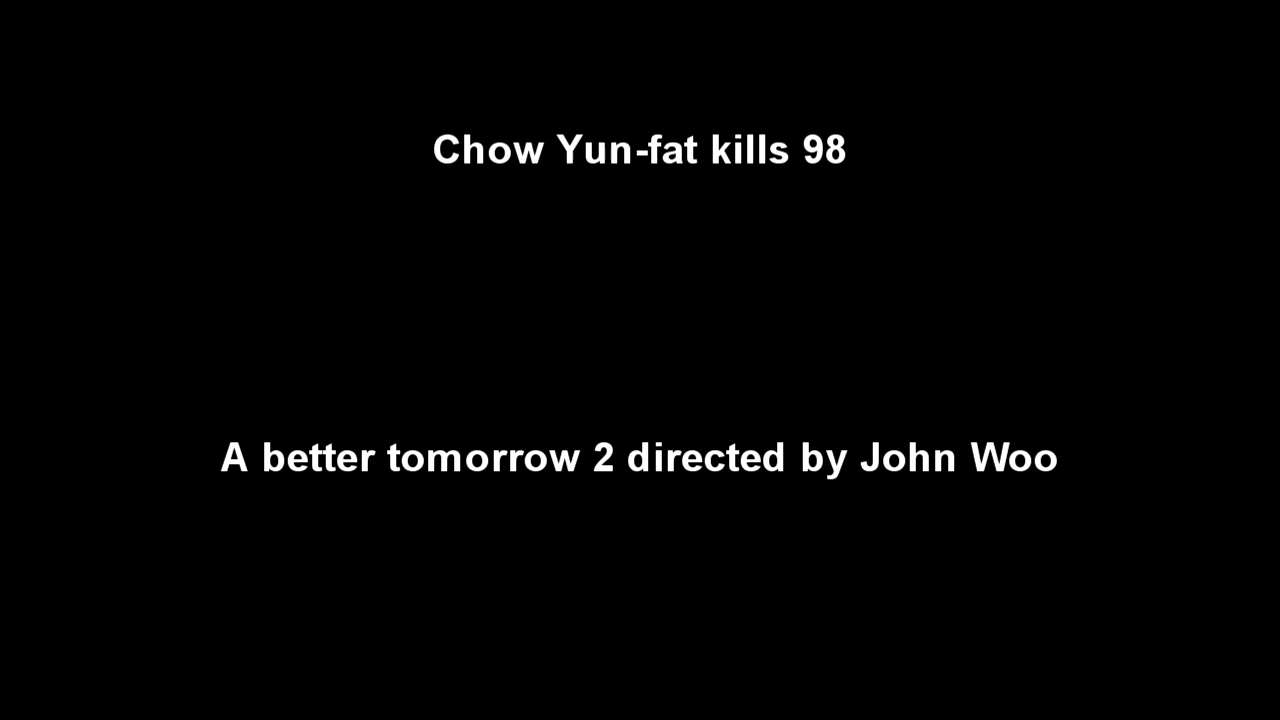 Chow Yun-fat kills 98
A better tomorrow 2 directed by John Woo